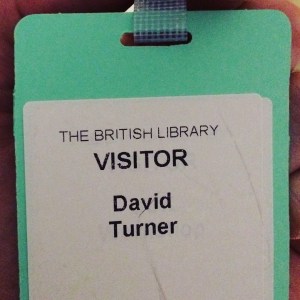 THE BRITISH LIBRARY
VISITOR
David
Turner